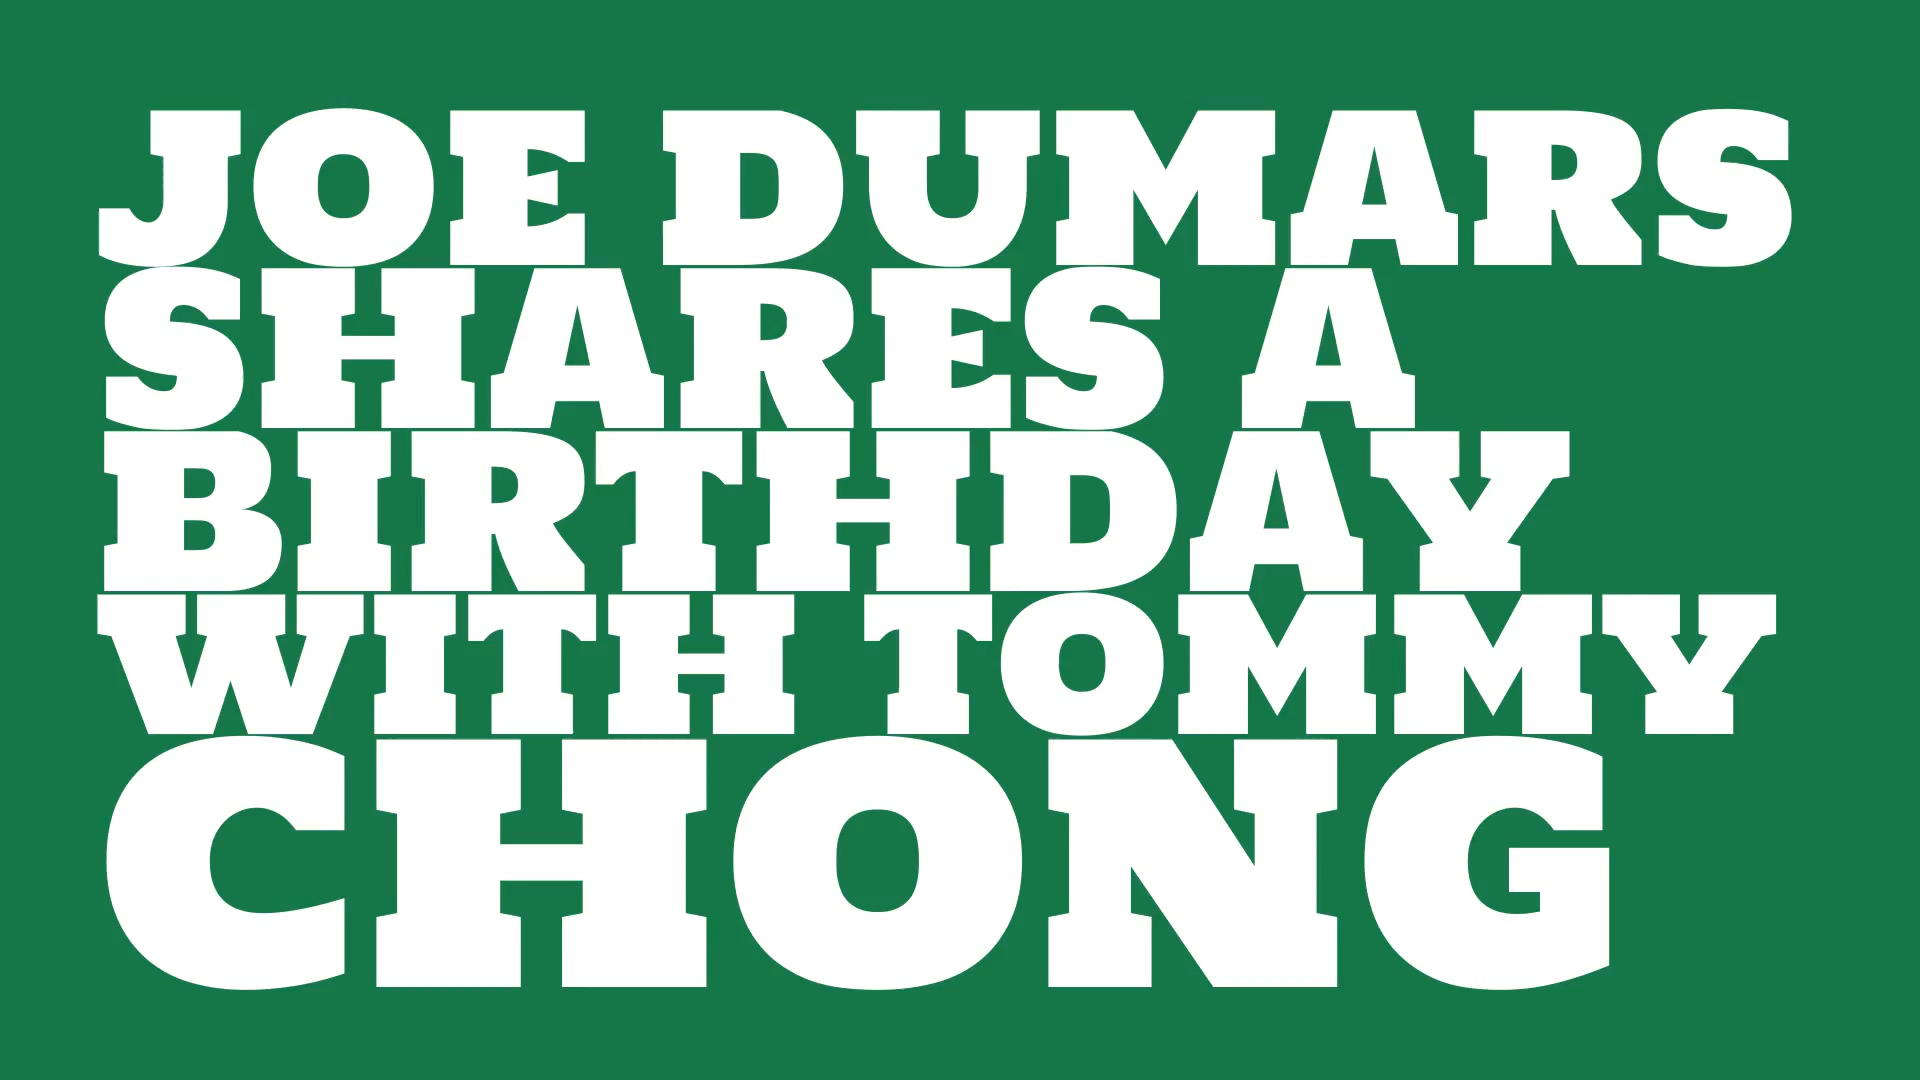 JOE DUMARS
SHARES A
BIRTHDAY
WITH TOMMY
CHONG